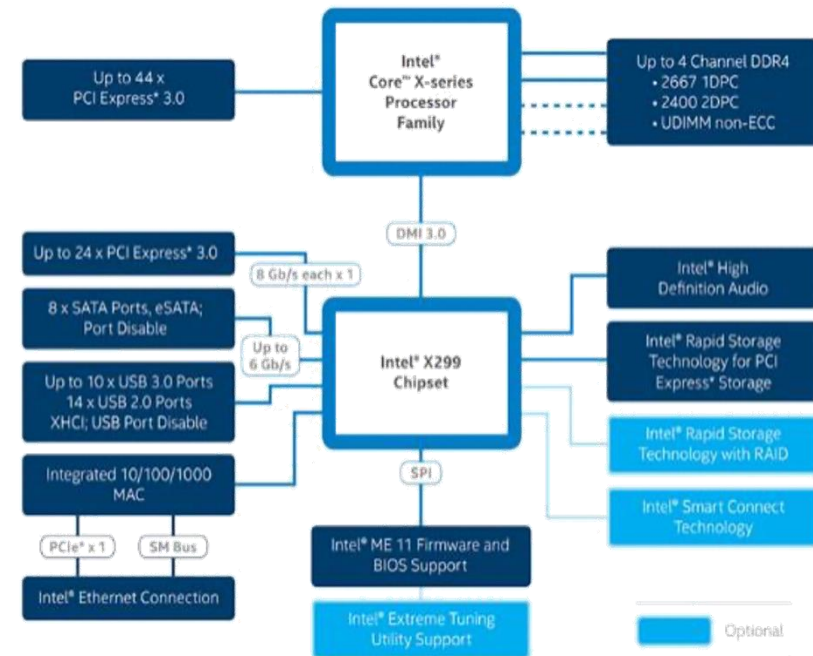 Intel®
Core™ X-series
Processor
Family
Up to 44 x
PCI Express* 3.0
Up to 4 Channel DDR4
• 2667 1DPC
• 2400 2DPC
• UDIMM non-ECC
DMI 3.0
Up to 24 x PCI Express* 3.0
8 Gb/s each x 1
8 x SATA Ports, eSATA;
Port Disable
Up to
6 Gb/s
Up to 10 x USB 3.0 Ports
14 x USB 2.0 Ports
XHCI; USB Port Disable
Integrated 10/100/1000
MAC
PCIe* x 1
SM Bus
Intel® Ethernet Connection
Intel® X299
Chipset
SPI
Intel® ME 11 Firmware and
BIOS Support
Intel® Extreme Tuning
Utility Support
Intel® High
Definition Audio
Intel® Rapid Storage
Technology for PCI
Express* Storage
Intel® Rapid Storage
Technology with RAID
Intel® Smart Connect
Technology
Optional